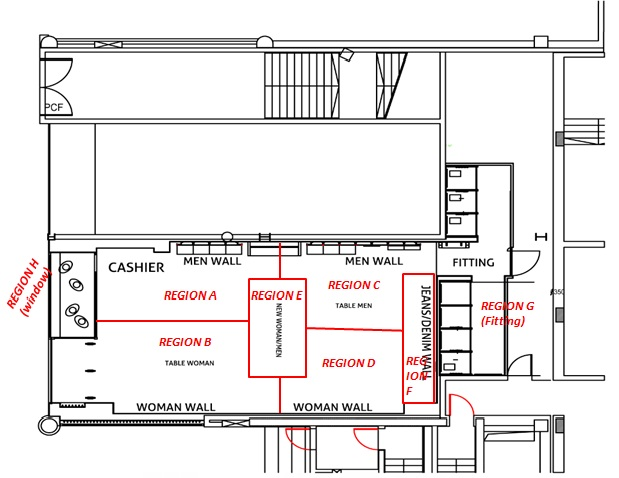 PCF
CASHIER
MEN WALL
MEN WALL
FITTING
REGION H
(window)
REGION A
REGION E
REGION C
TABLE MEN
NEW WOMAN/MEN
JEANS/DENIM WALL
REGION G
(Fitting)
REGION B
TABLE WOMAN
REGION D
REG
ION
F
WOMAN WALL
WOMAN WALL